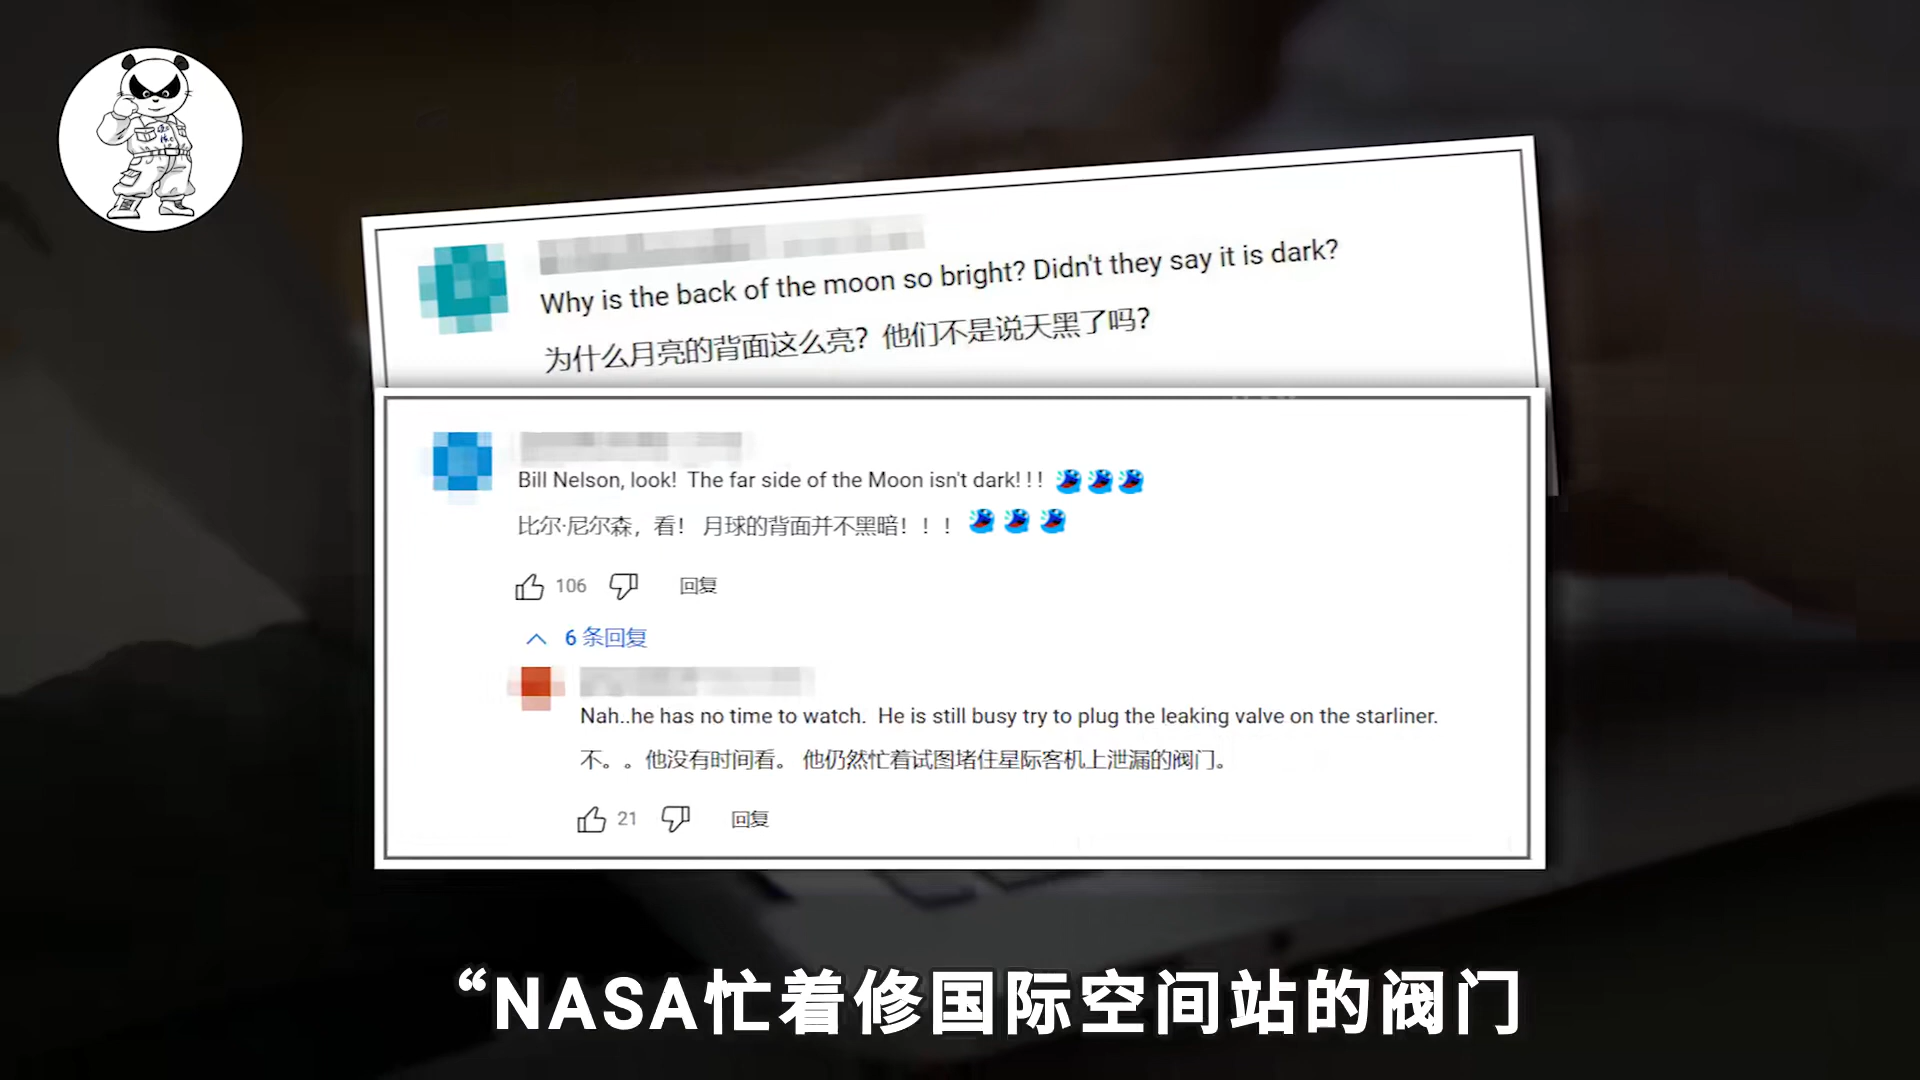 Why is the back of the moon so bright? Didn't they say it is dark?
为什么月亮的背面这么亮？他们不是说天黑了吗？
Bill Nelson, look! The far side of the Moon isn't dark! ! !
比尔·尼尔森，看！ 月球的背面并不黑暗！！！
106 回复
6 条回复
Nah..he has no time to watch. He is still busy try to plug the leaking valve on the starliner.
不。。他没有时间看。 他仍然忙着试图堵住星际客机上泄漏的阀门。
21 回复
“NASA忙着修国际空间站的阀门